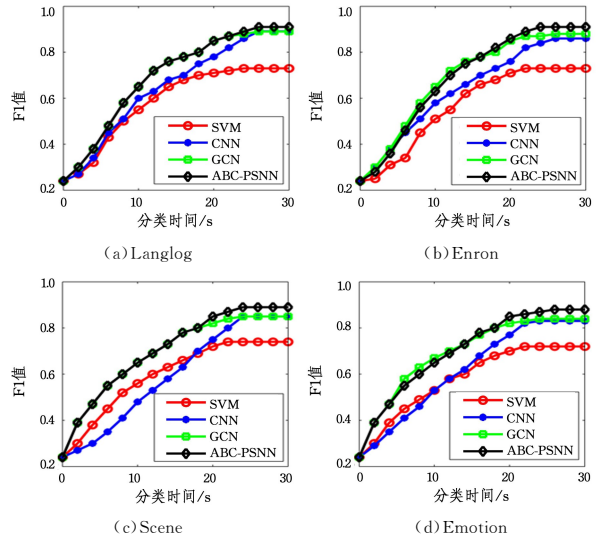 1.0
0.8
0.6
0.4
0.2
F1值
0 10 20 30
分类时间/s
SVM
CNN
GCN
ABC-PSNN
(a)Langlog
1.0
0.8
0.6
0.4
0.2
F1值
0 10 20 30
分类时间/s
SVM
CNN
GCN
ABC-PSNN
(b)Enron
1.0
0.8
0.6
0.4
0.2
F1值
0 10 20 30
分类时间/s
SVM
CNN
GCN
ABC-PSNN
(c)Scene
1.0
0.8
0.6
0.4
0.2
F1值
0 10 20 30
分类时间/s
SVM
CNN
GCN
ABC-PSNN
(d)Emotion